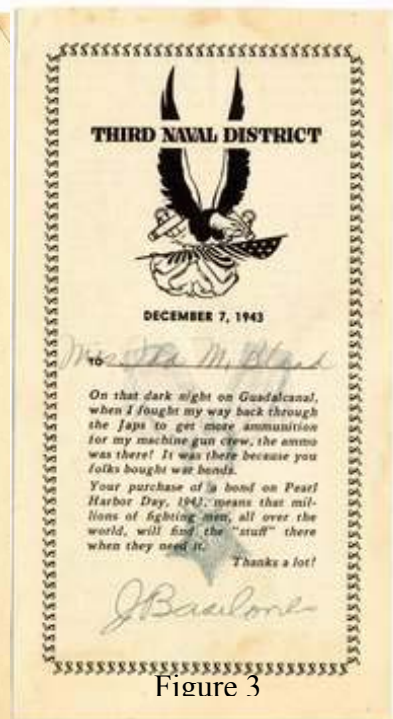 THIRD NAVAL DISTRICT
DECEMBER 7, 1943
TO Miss Ida M.
On that dark night on Guadalcanal,
when I fought my way back through
the Japs to get more ammunition
for my machine gun crew, the ammo
was there! It was there because you
folks bought war bonds.
Your purchase of a bond on Pearl
Harbor Day, 1943, means that mil-
lions of fighting men, all over the
world, will find the "stuff" there
when they need it.
Thanks a lot!
J Basilone
Figure 3